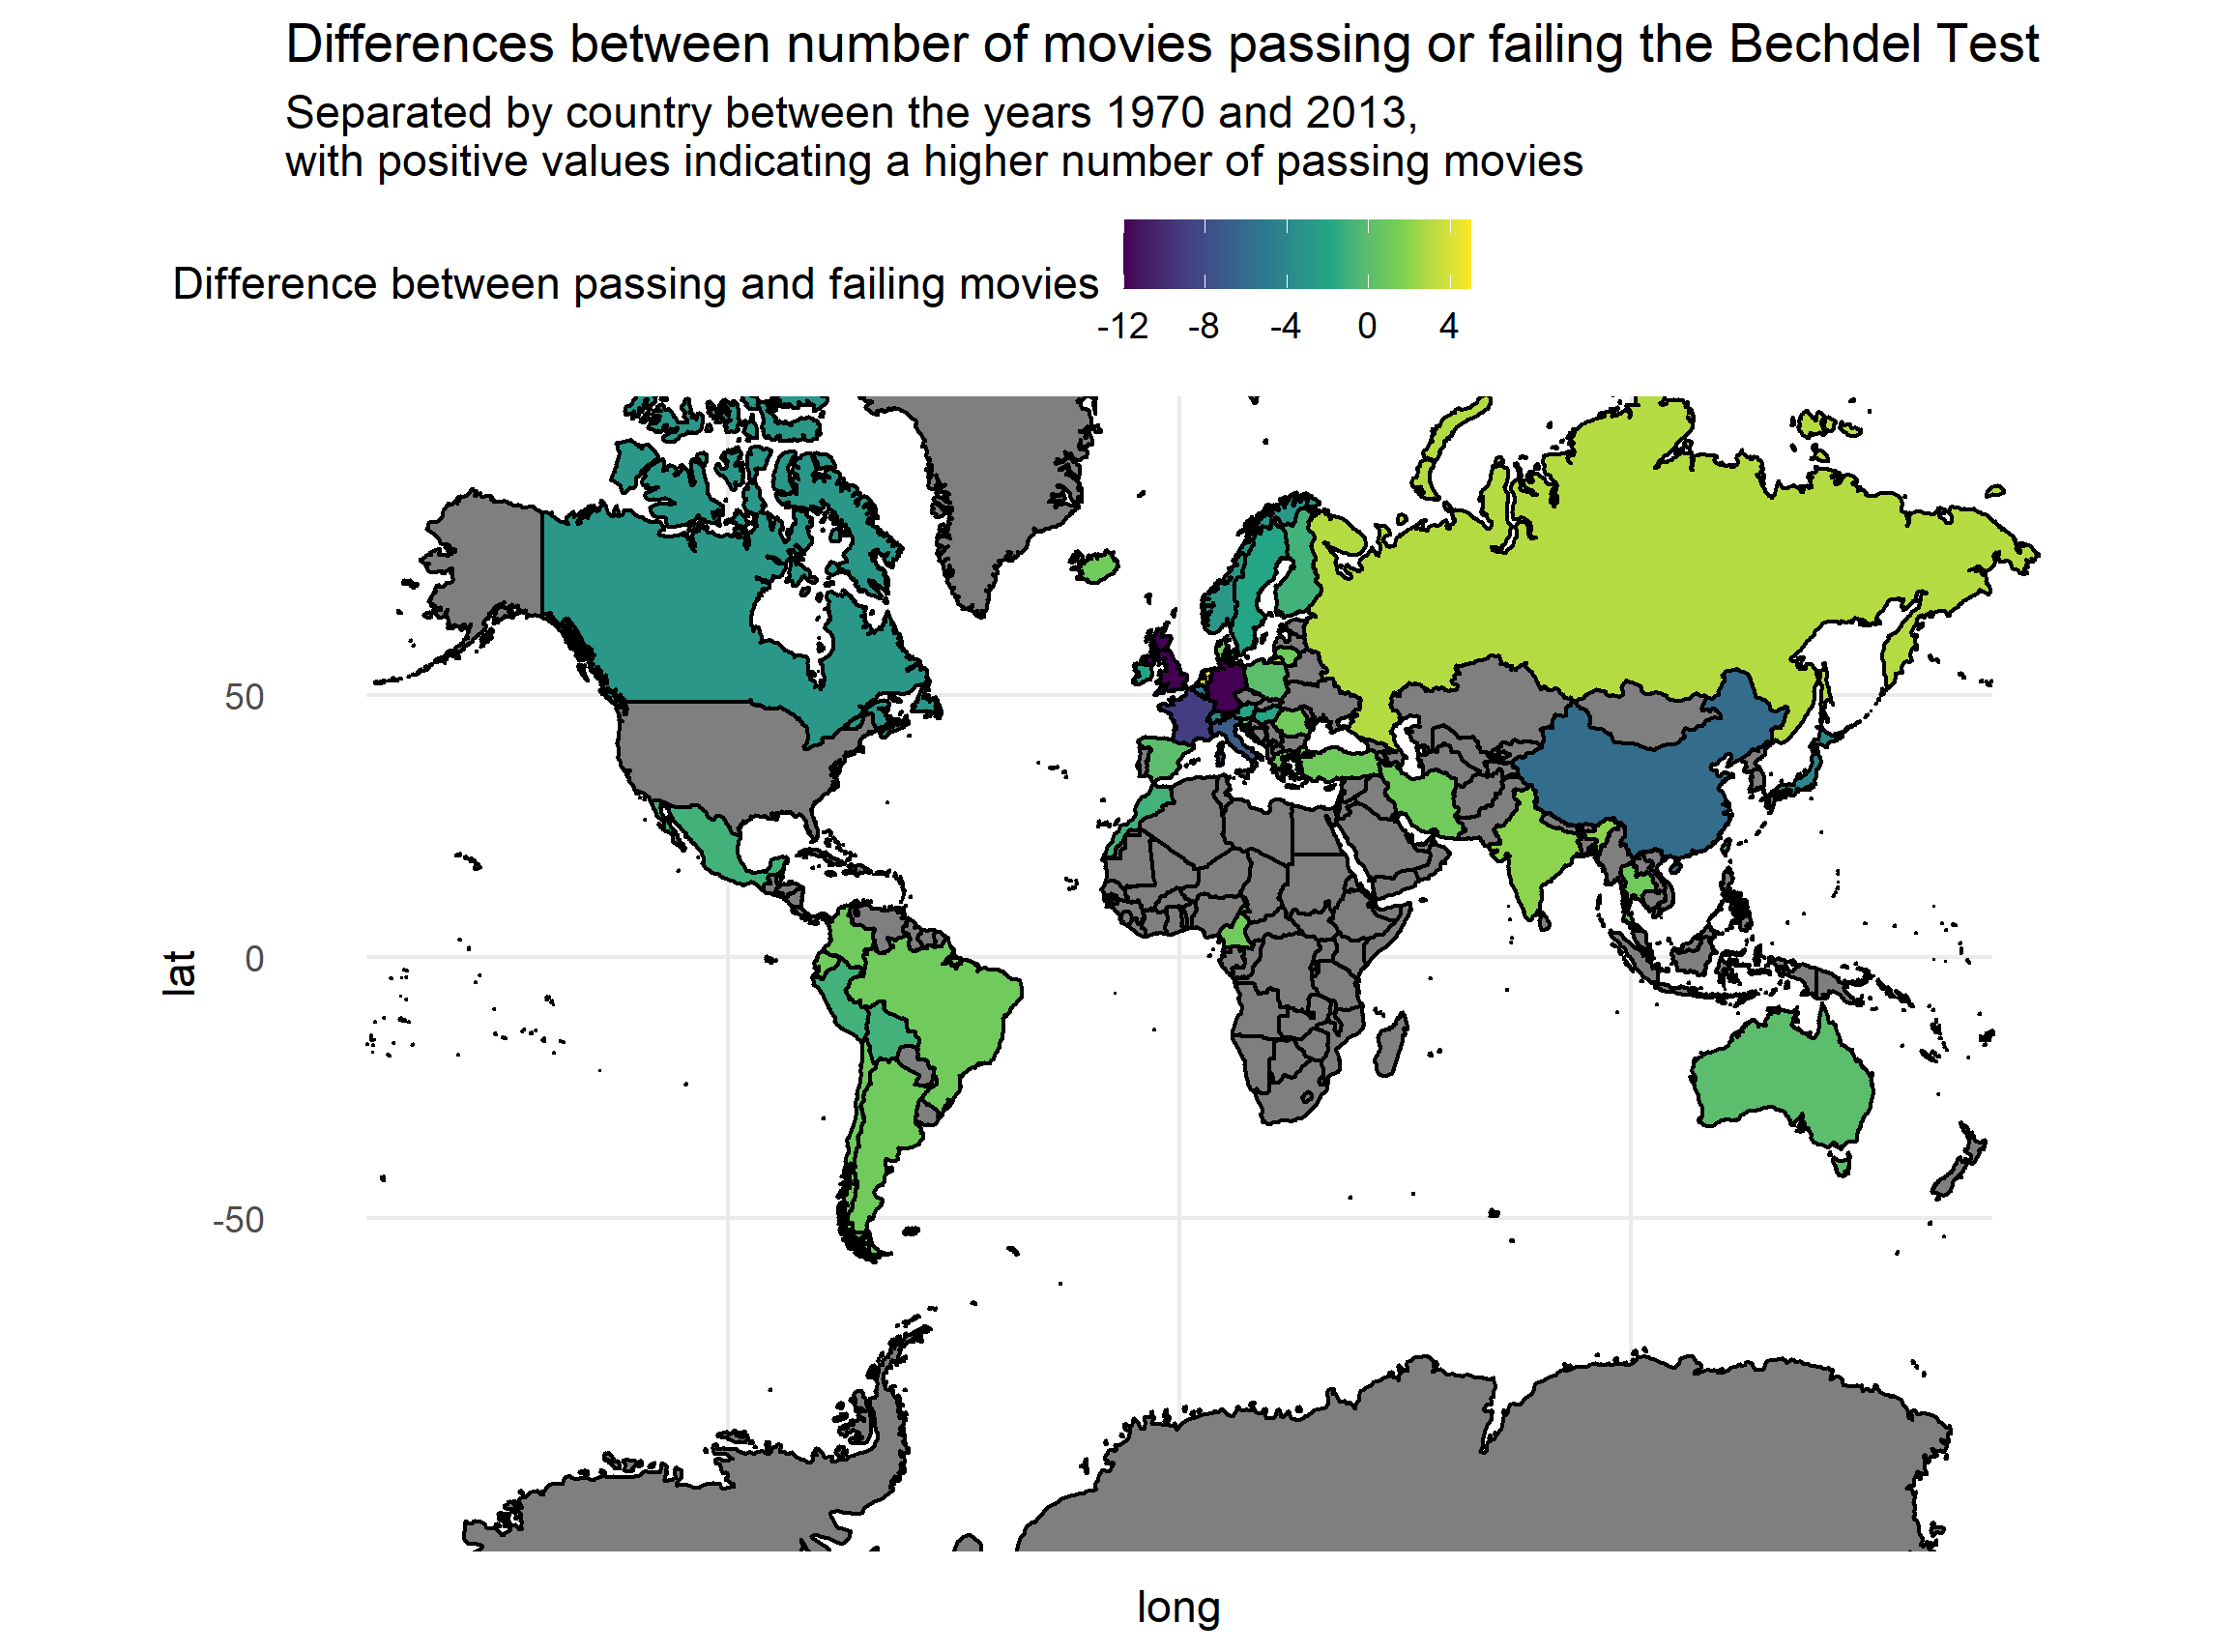 Differences between number of movies passing or failing the Bechdel Test
Separated by country between the years 1970 and 2013,
with positive values indicating a higher number of passing movies
Difference between passing and failing movies
-12 -8 -4 0 4
50
0
-50
lat
long